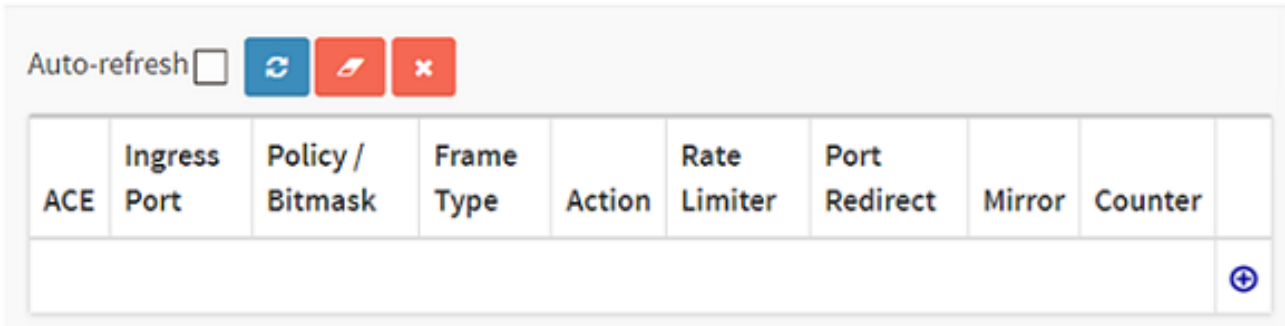 Auto-refresh
ACE Ingress Port Policy / Bitmask Frame Type Action Rate Limiter Port Redirect Mirror Counter